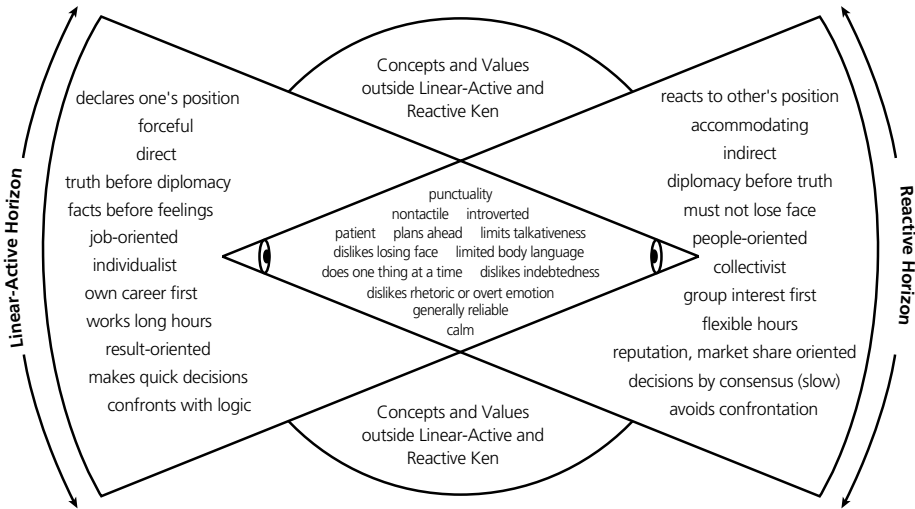 Concepts and Values
outside Linear-Active and
Reactive Ken
Linear-Active Horizon
declares one's position
forceful
direct
truth before diplomacy
facts before feelings
job-oriented
individualist
own career first
works long hours
result-oriented
makes quick decisions
confronts with logic
punctuality
nontactile introverted
patient plans ahead limits talkativeness
dislikes losing face limited body language
does one thing at a time dislikes indebtedness
dislikes rhetoric or overt emotion
generally reliable
calm
reacts to other's position
accommodating
indirect
diplomacy before truth
must not lose face
people-oriented
collectivist
group interest first
flexible hours
reputation, market share oriented
decisions by consensus (slow)
avoids confrontation
Reactive Horizon
Concepts and Values
outside Linear-Active and
Reactive Ken